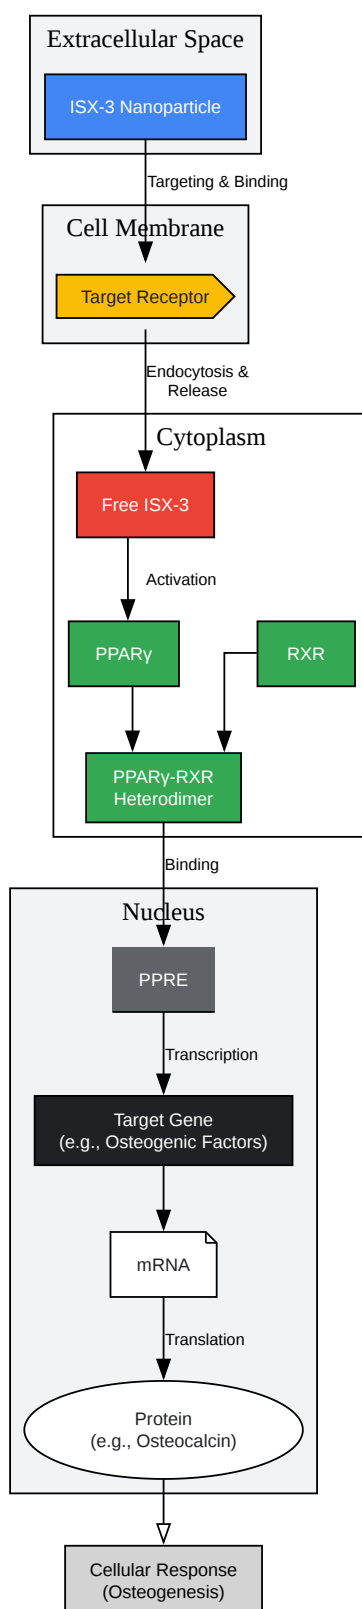 Extracellular Space
ISX-3 Nanoparticle
Targeting & Binding
Cell Membrane
Target Receptor
Endocytosis &
Release
Cytoplasm
Free ISX-3
Activation
PPARγ
RXR
PPARγ-RXR
Heterodimer
Binding
Nucleus
PPRE
Transcription
Target Gene
(e.g., Osteogenic Factors)
mRNA
Translation
Protein
(e.g., Osteocalcin)
Cellular Response
(Osteogenesis)